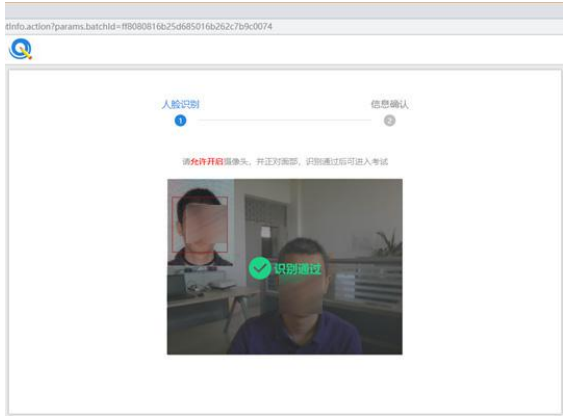 tInfo.action?params.batchId=ff8080816b25d685016b262c7b9c0074
人脸识别
信息确认
1
2
请允许开启摄像头，并正对面部，识别通过后可进入考试
识别通过